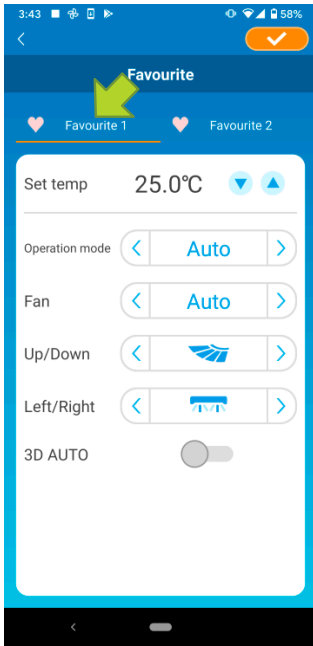 3:43 58%
Favourite
Favourite 1 Favourite 2
Set temp 25.0℃
Operation mode Auto
Fan Auto
Up/Down
Left/Right
3D AUTO